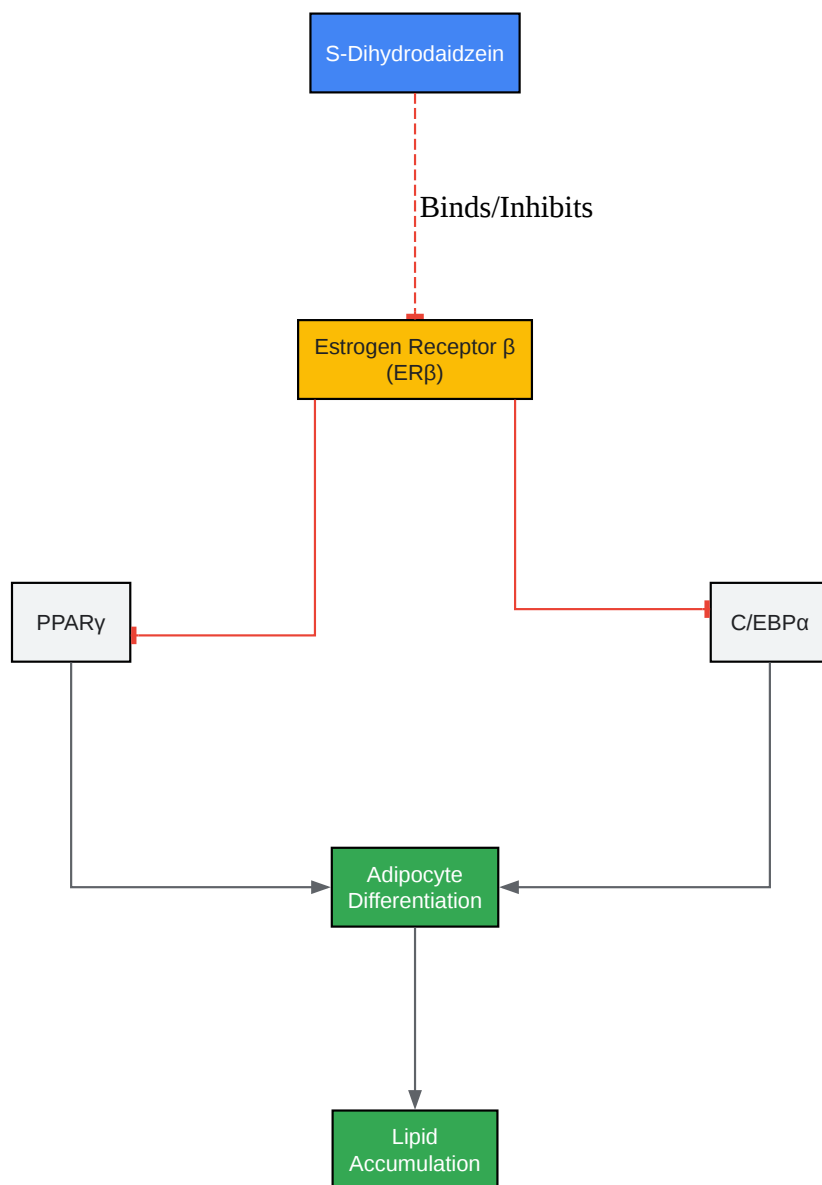 S-Dihydrodaidzein
Binds/Inhibits
Estrogen Receptor β
(ERβ)
PPARγ
C/EBPα
Adipocyte
Differentiation
Lipid
Accumulation